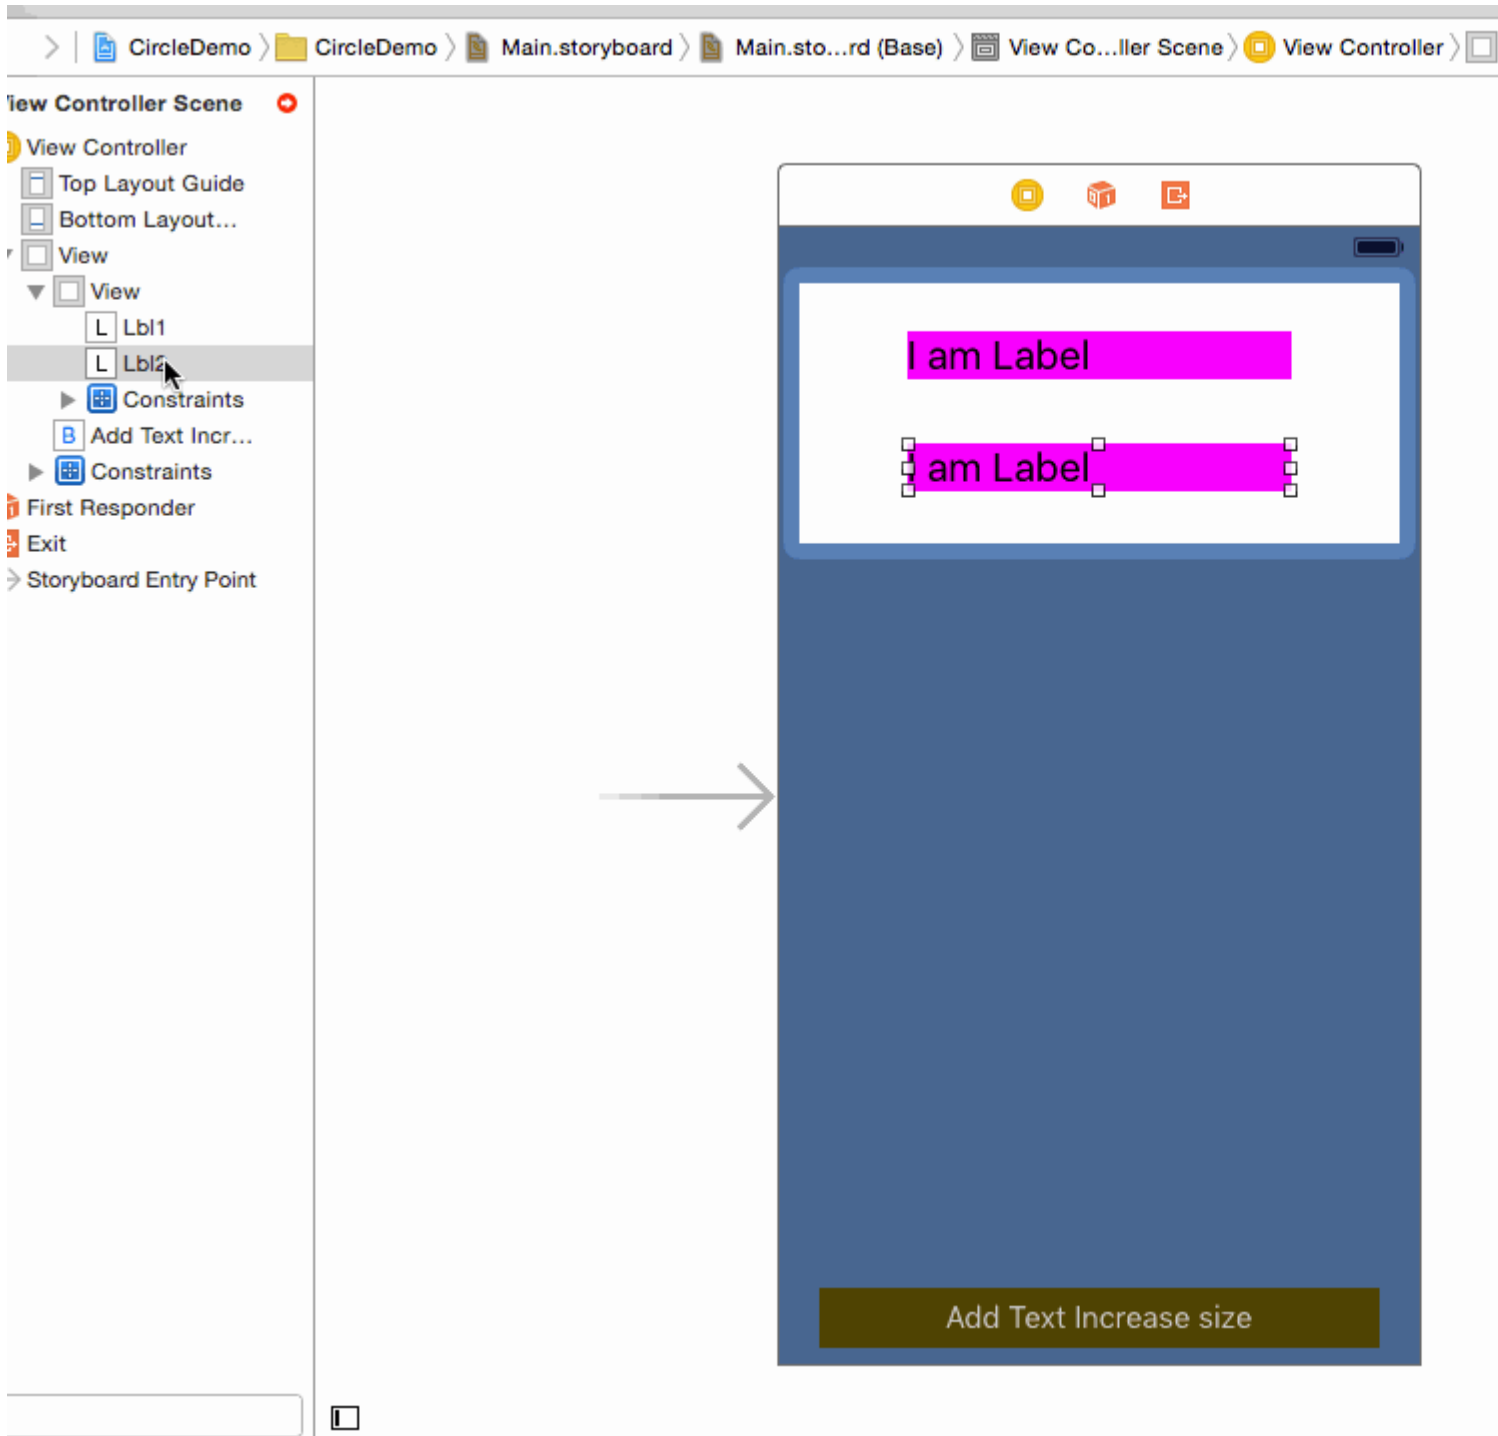 CircleDemo CircleDemo Main.storyboard Main.sto...rd (Base) View Co...ller Scene View Controller
iew Controller Scene
View Controller
Top Layout Guide
Bottom Layout...
View
View
L Lbl1
L Lbl2
Constraints
B Add Text Incr...
Constraints
First Responder
Exit
Storyboard Entry Point
I am Label
I am Label
Add Text Increase size